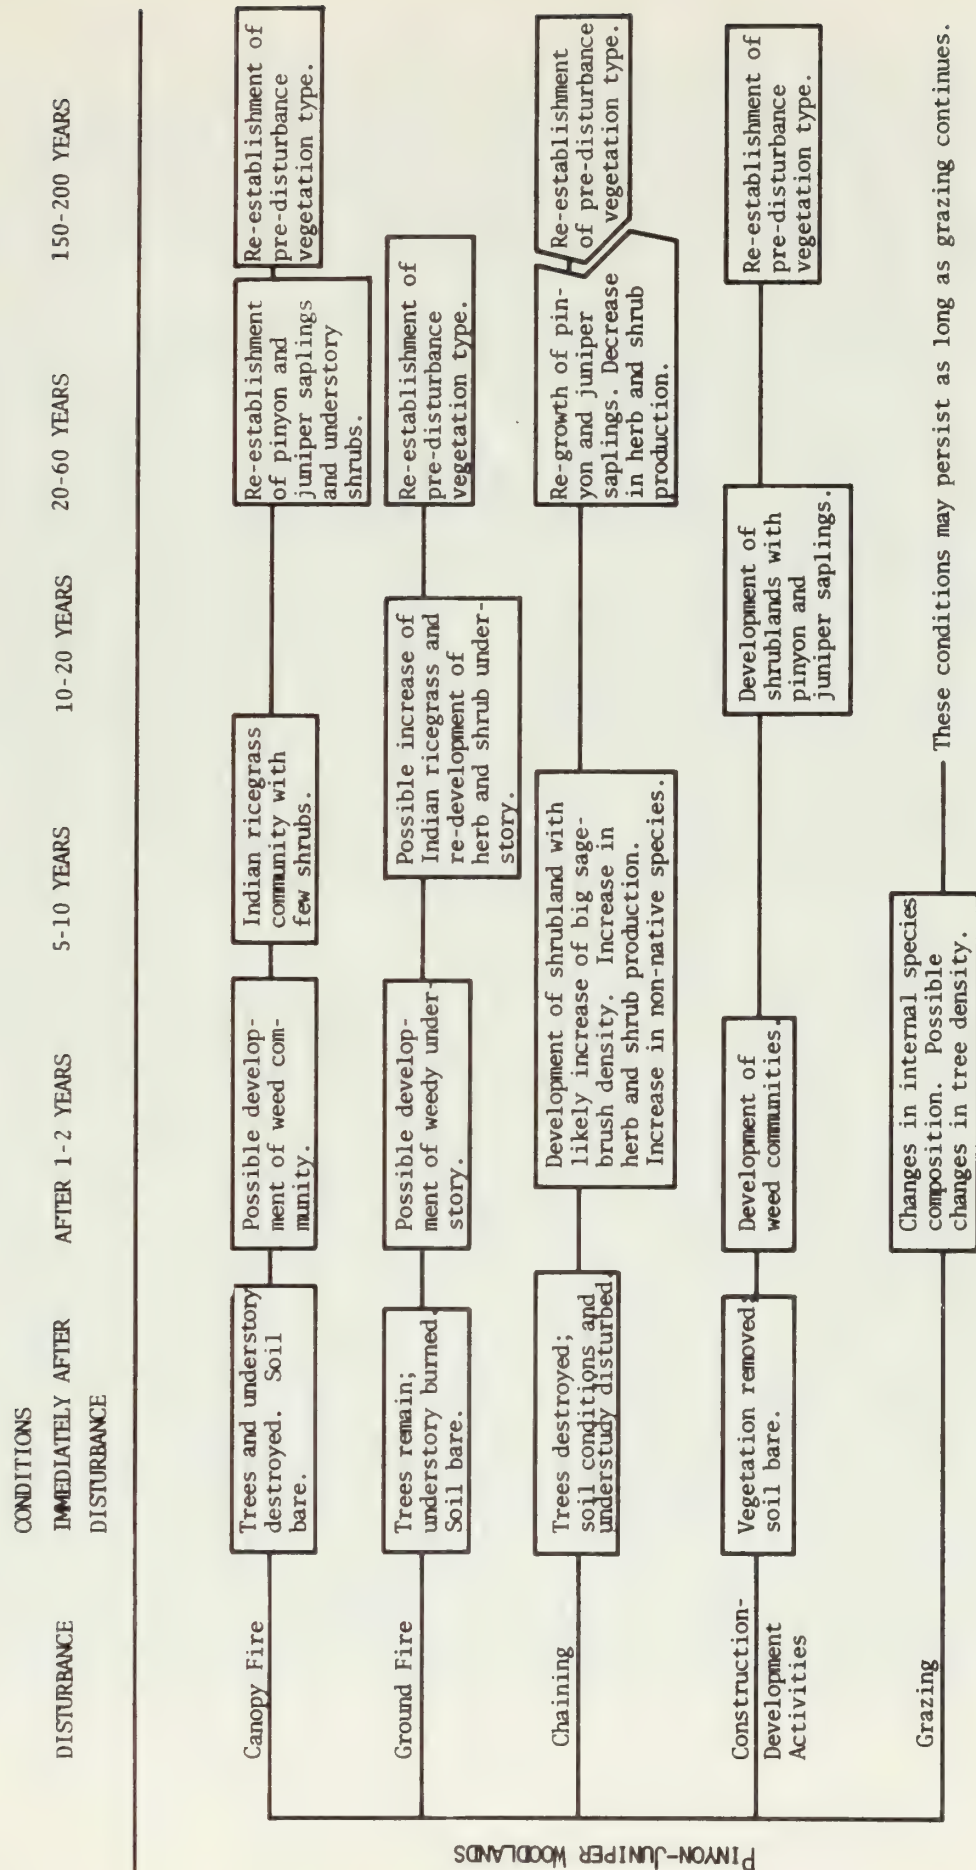 CONDITIONS
DISTURBANCE IMMEDIATELY AFTER AFTER 1-2 YEARS 5-10 YEARS 10-20 YEARS 20-60 YEARS 150-200 YEARS
DISTURBANCE
PINYON-JUNIPER WOODLANDS
Canopy Fire
Trees and understory
destroyed. Soil
bare.
Possible develop-
ment of weed com-
munity.
Indian ricegrass
community with
few shrubs.
Re-establishment
of pinyon and
juniper saplings
and understory
shrubs.
Re-establishment of
pre-disturbance
vegetation type.
Ground Fire
Trees remain;
understory burned.
Soil bare.
Possible develop-
ment of weedy under-
story.
Possible increase of
Indian ricegrass and
re-development of
herb and shrub under-
story.
Re-establishment of
pre-disturbance
vegetation type.
Chaining
Trees destroyed;
soil conditions and
understudy disturbed.
Development of shrubland with
likely increase of big sage-
brush density. Increase in
herb and shrub production.
Increase in non-native species.
Re-growth of pin-
yon and juniper
saplings. Decrease
in herb and shrub
production.
Re-establishment
of pre-disturbance
vegetation type.
Construction-
Development
Activities
Vegetation removed;
soil bare.
Development of
weed communities.
Development of
shrublands with
pinyon and
juniper saplings.
Re-establishment of
pre-disturbance
vegetation type.
Grazing
Changes in internal species
composition. Possible
changes in tree density.
These conditions may persist as long as grazing continues.